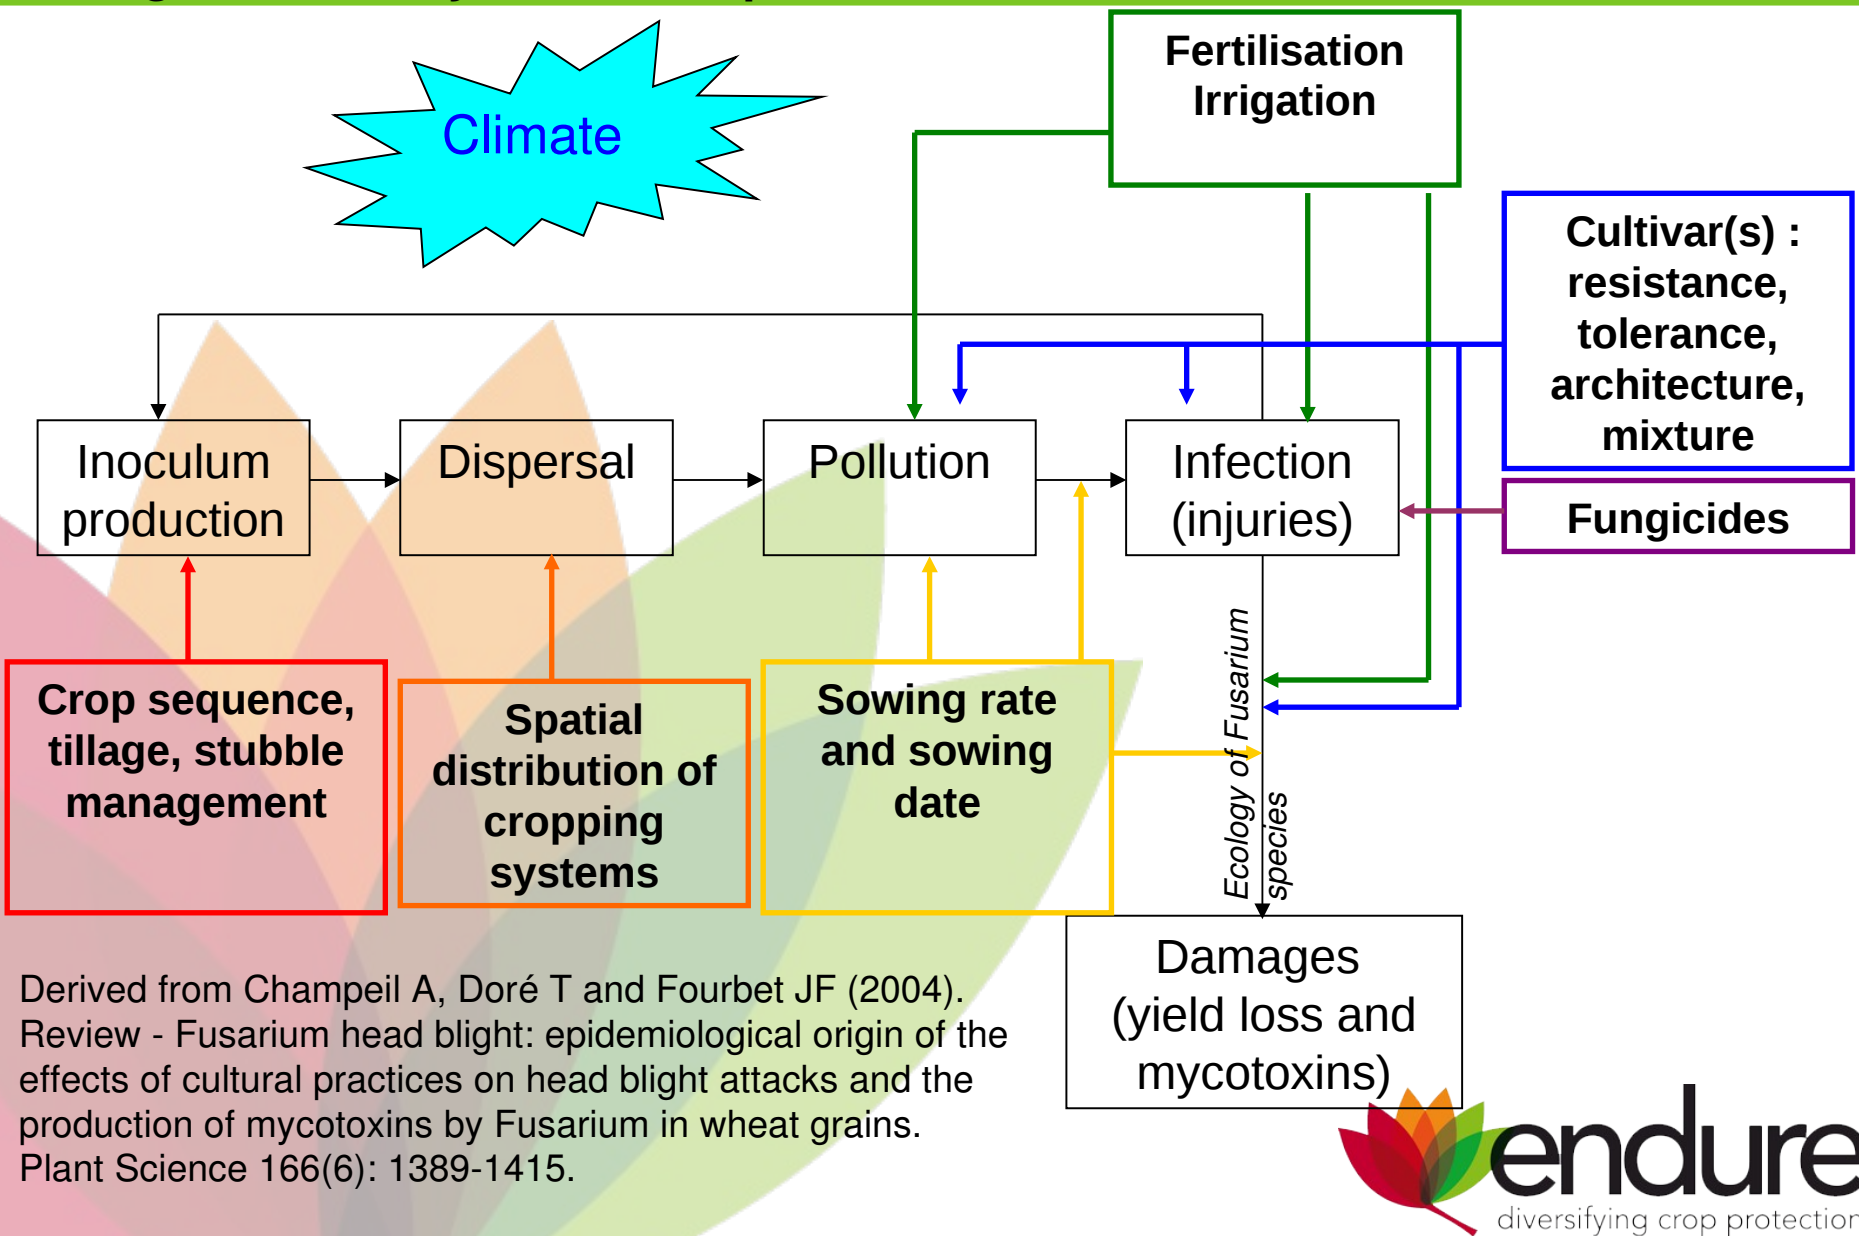 Climate
Fertilisation
Irrigation
Cultivar(s) :
resistance,
tolerance,
architecture,
mixture
Inoculum
production
Dispersal
Pollution
Infection
(injuries)
Fungicides
Crop sequence,
tillage, stubble
management
Spatial
distribution of
cropping
systems
Sowing rate
and sowing
date
Ecology of Fusarium
species
Damages
(yield loss and
mycotoxins)
Derived from Champeil A, Doré T and Fourbet JF (2004).
Review - Fusarium head blight: epidemiological origin of the
effects of cultural practices on head blight attacks and the
production of mycotoxins by Fusarium in wheat grains.
Plant Science 166(6): 1389-1415.
endure
diversifying crop protection